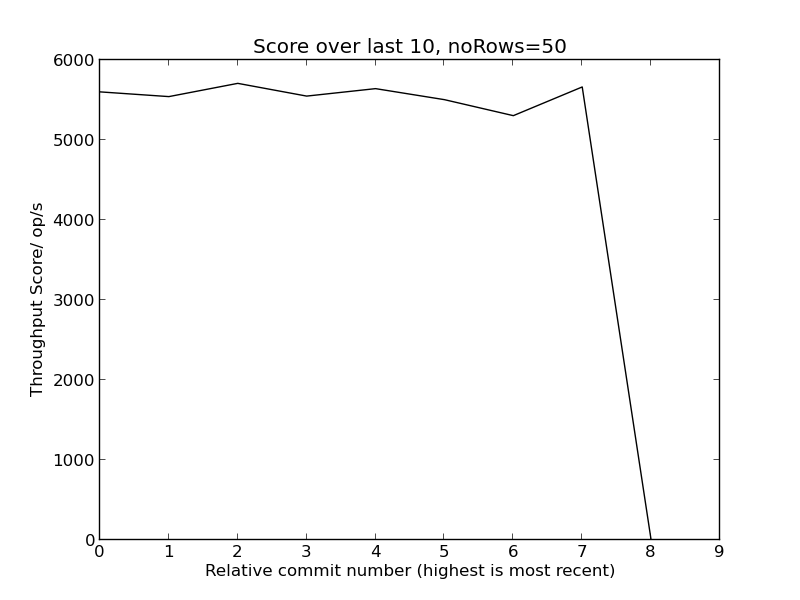 Score over last 10, noRows=50
6000
5000
4000
3000
2000
1000
0
Throughput Score/ op/s
0 1 2 3 4 5 6 7 8 9
Relative commit number (highest is most recent)